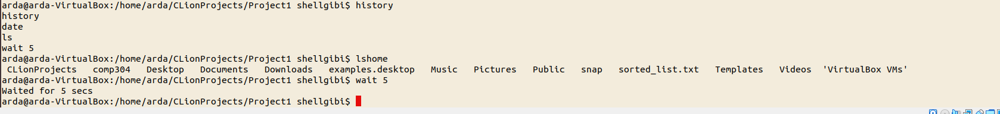 arda@arda-VirtualBox:/home/arda/CLionProjects/Project1 shellgibi$ history
history
date
ls
wait 5
arda@arda-VirtualBox:/home/arda/CLionProjects/Project1 shellgibi$ lshome
CLionProjects comp304 Desktop Documents Downloads examples.desktop Music Pictures Public snap sorted_list.txt Templates Videos 'VirtualBox VMs'
arda@arda-VirtualBox:/home/arda/CLionProjects/Project1 shellgibi$ wait 5
Waited for 5 secs
arda@arda-VirtualBox:/home/arda/CLionProjects/Project1 shellgibi$